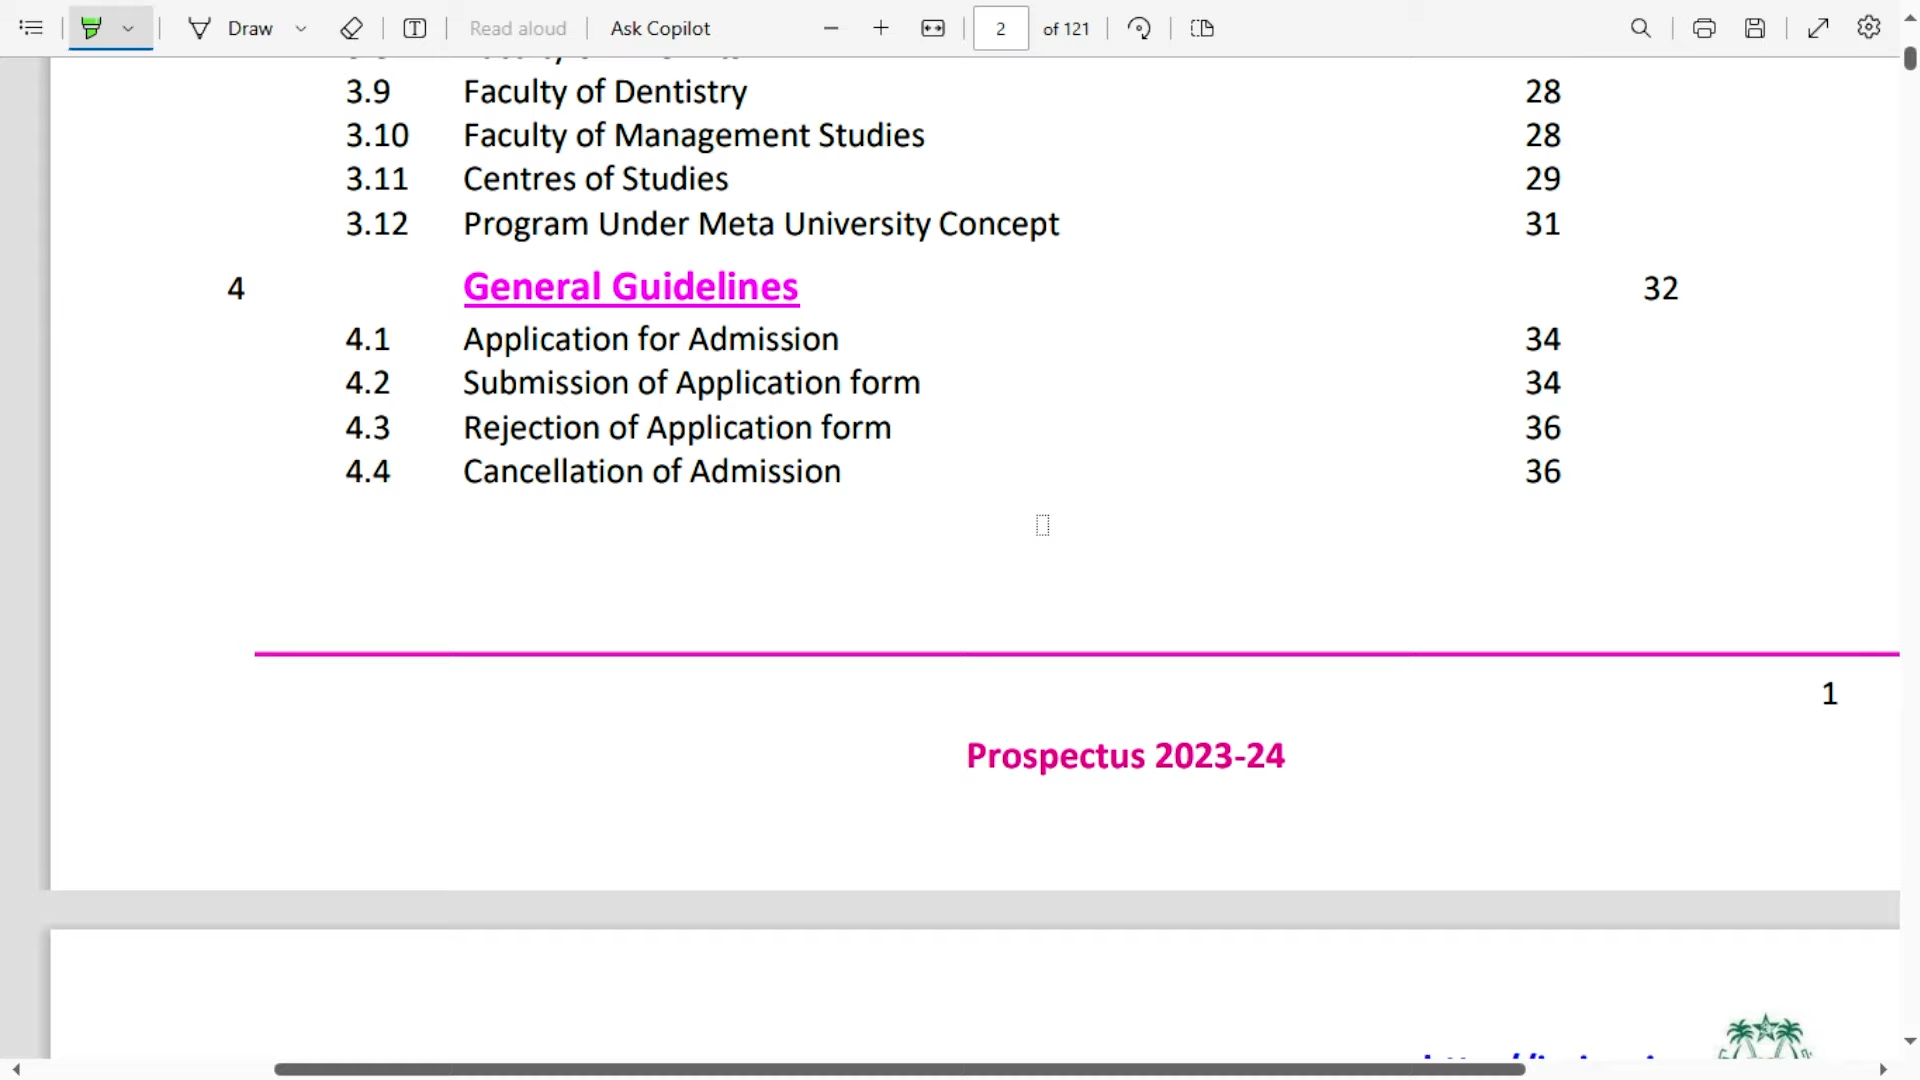 Draw
Read aloud
Ask Copilot
2 of 121
3.9 Faculty of Dentistry 28
3.10 Faculty of Management Studies 28
3.11 Centres of Studies 29
3.12 Program Under Meta University Concept 31
4 General Guidelines 32
4.1 Application for Admission 34
4.2 Submission of Application form 34
4.3 Rejection of Application form 36
4.4 Cancellation of Admission 36
1
Prospectus 2023-24